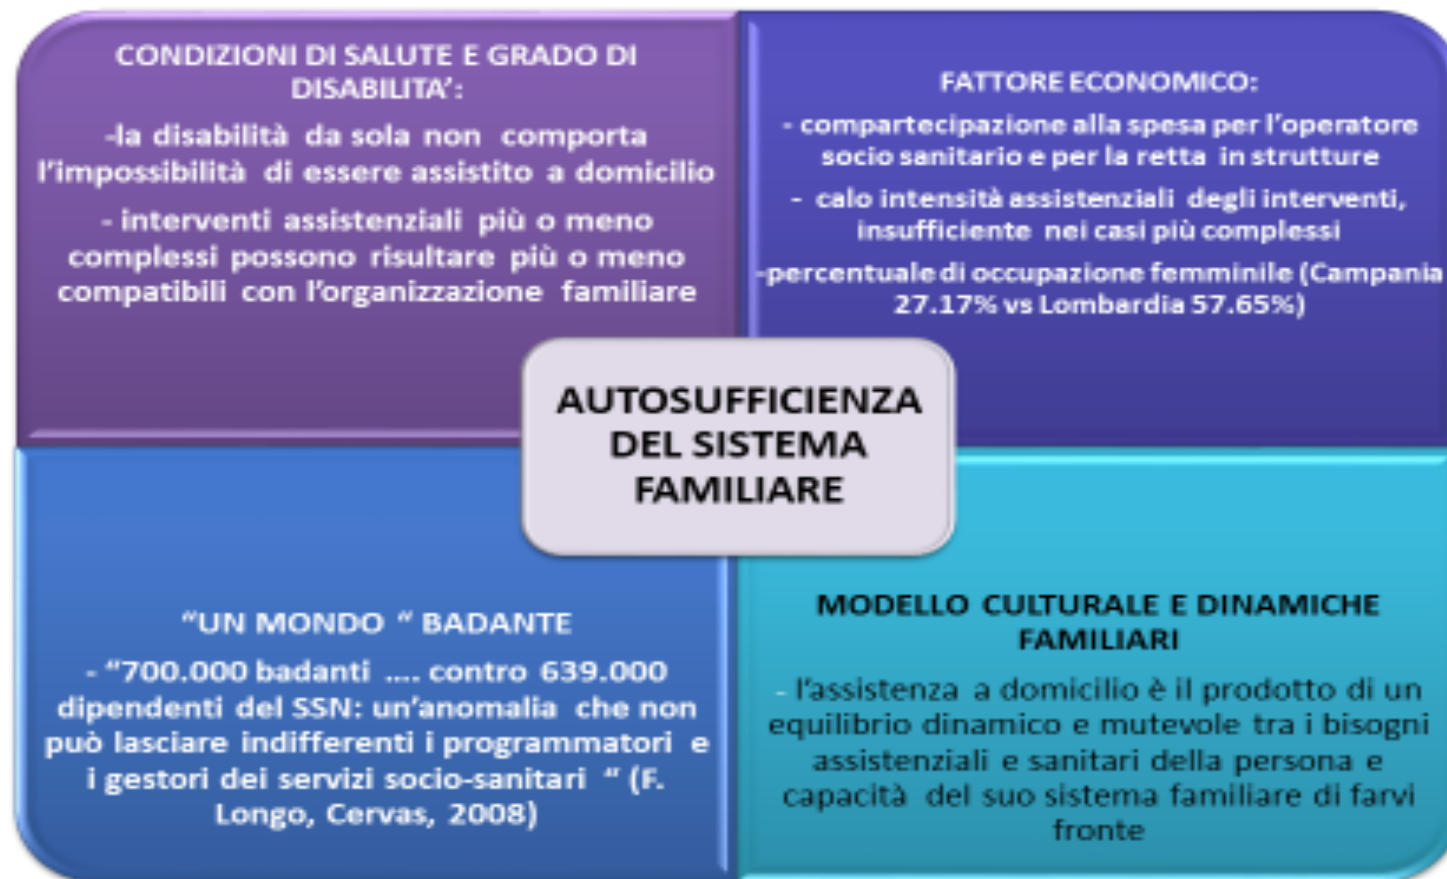 CONDIZIONI DI SALUTE E GRADO DI
DISABILITA’:
-la disabilità da sola non comporta
l’impossibilità di essere assistito a domicilio
- interventi assistenziali più o meno
complessi possono risultare più o meno
compatibili con l’organizzazione familiare
FATTORE ECONOMICO:
- compartecipazione alla spesa per l’operatore
socio sanitario e per la retta in strutture
- calo intensità assistenziali degli interventi,
insufficiente nei casi più complessi
-percentuale di occupazione femminile (Campania
27.17% vs Lombardia 57.65%)
AUTOSUFFICIENZA
DEL SISTEMA
FAMILIARE
“UN MONDO “ BADANTE
- “700.000 badanti .... contro 639.000
dipendenti del SSN: un’anomalia che non
può lasciare indifferenti i programmatori e
i gestori dei servizi socio-sanitari “ (F.
Longo, Cervas, 2008)
MODELLO CULTURALE E DINAMICHE
FAMILIARI
- l’assistenza a domicilio è il prodotto di un
equilibrio dinamico e mutevole tra i bisogni
assistenziali e sanitari della persona e
capacità del suo sistema familiare di farvi
fronte